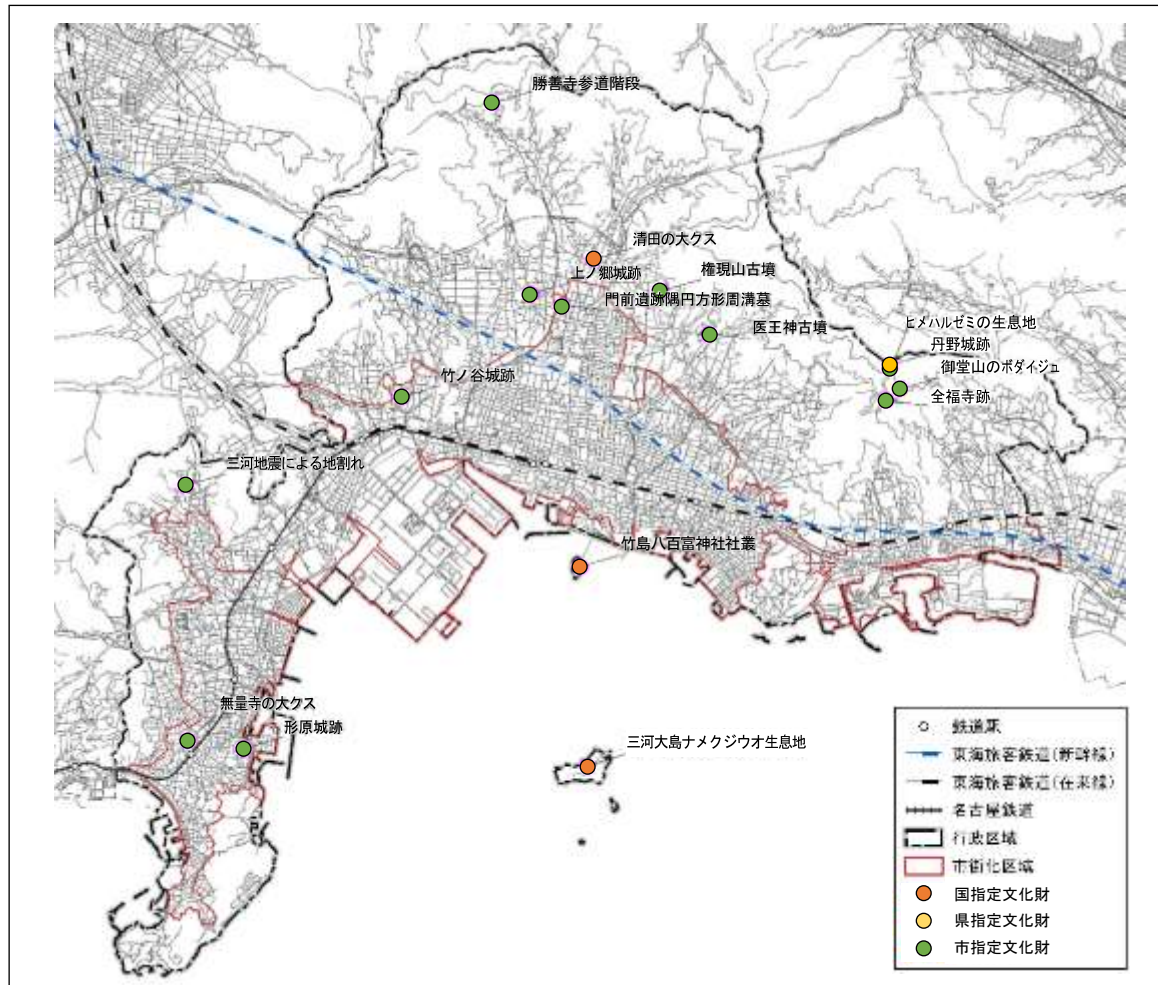 勝善寺参道階段
清田の大クス
上ノ郷城跡
権現山古墳
門前遺跡隅円方形周溝墓
医王神古墳
ヒメハルゼミの生息地
丹野城跡
御堂山のボダイジュ
全福寺跡
竹ノ谷城跡
三河地震による地割れ
竹島八百富神社社叢
無量寺の大クス
形原城跡
三河大島ナメクジウオ生息地
鉄道駅
東海旅客鉄道(新幹線)
東海旅客鉄道(在来線)
名古屋鉄道
行政区域
市街化区域
国指定文化財
県指定文化財
市指定文化財